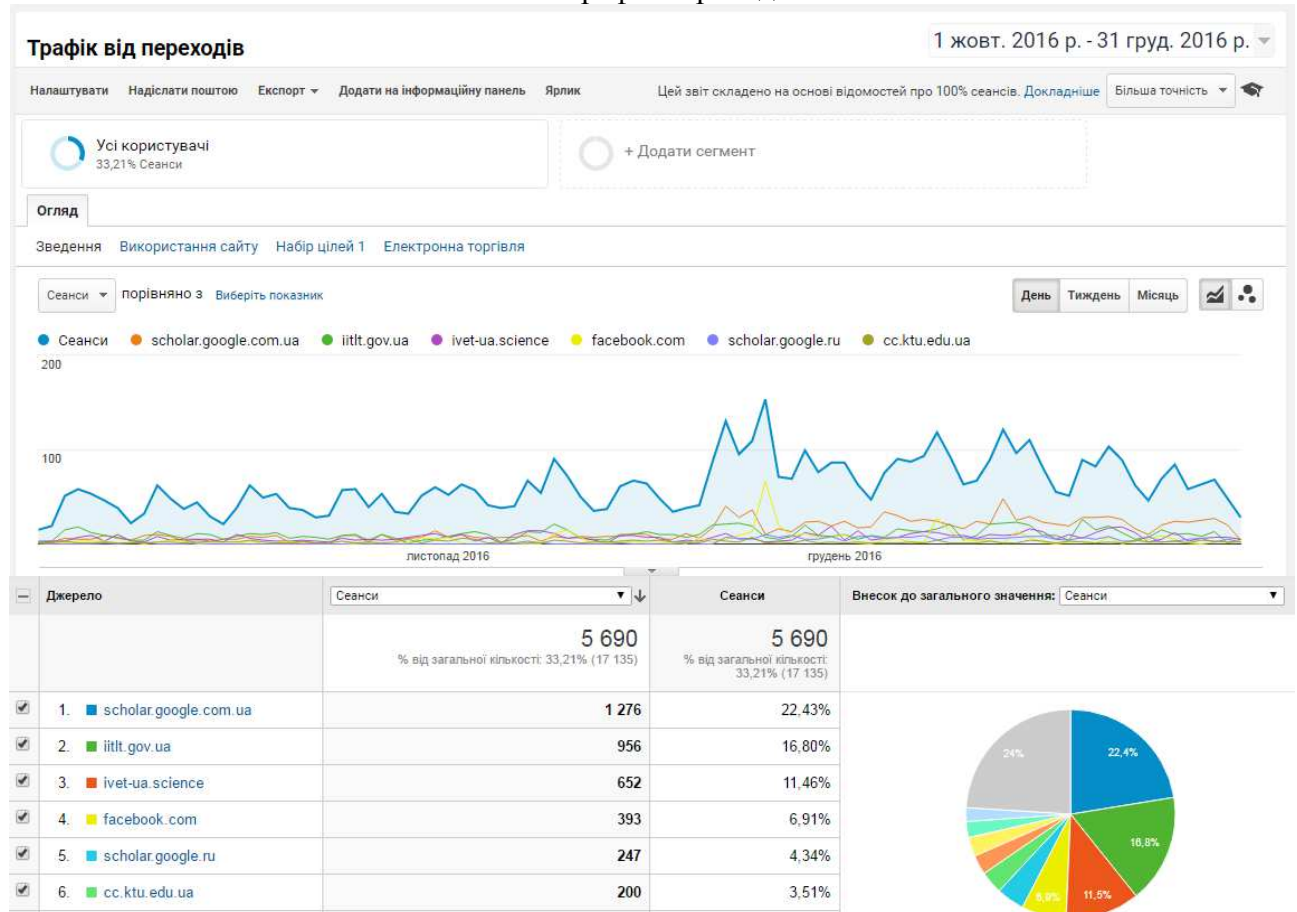 Трафік від переходів
1 жовт. 2016 р. - 31 груд. 2016 р.
Налаштувати Надіслати поштою Експорт Додати на інформаційну панель Ярлик Цей звіт складено на основі відомостей про 100% сеансів. Докладніше Більша точність
Усі користувачі
33,21% Сеанси
+ Додати сегмент
Огляд
Зведення Використання сайту Набір цілей 1 Електронна торгівля
Сеанси порівняно з Виберіть показник День Тиждень Місяць
Сеанси scholar.google.com.ua iitlt.gov.ua ivet-ua.science facebook.com scholar.google.ru cc.ktu.edu.ua
200
100
листопад 2016 грудень 2016
Джерело Сеанси Сеанси Внесок до загального значення: Сеанси
5 690 5 690
% від загальної кількості: 33,21% (17 135) % від загальної кількості:
33,21% (17 135)
1. scholar.google.com.ua 1 276 22,43%
2. iitlt.gov.ua 956 16,80%
3. ivet-ua.science 652 11,46%
4. facebook.com 393 6,91%
5. scholar.google.ru 247 4,34%
6. cc.ktu.edu.ua 200 3,51%
24% 22,4%
16,8%
6,9% 11,5%